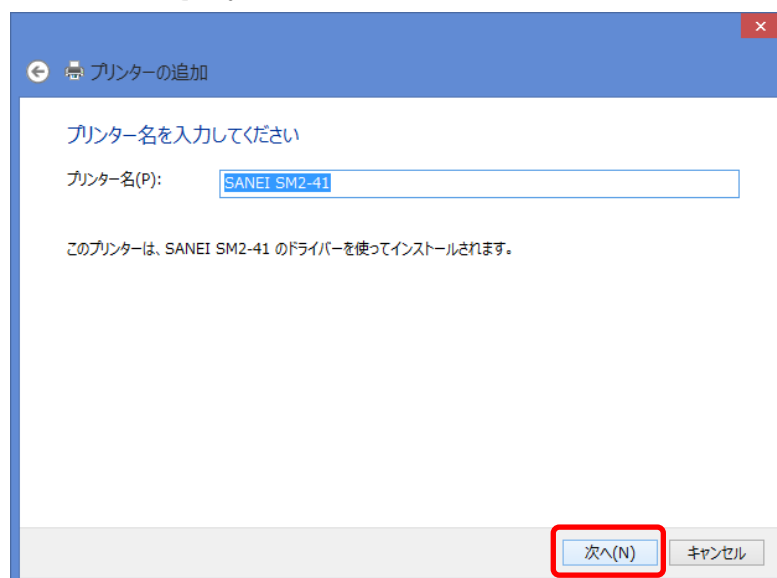 プリンターの追加
プリンター名を入力してください
プリンター名(P): SANEI SM2-41
このプリンターは、SANEI SM2-41 のドライバーを使ってインストールされます。
次へ(N) キャンセル